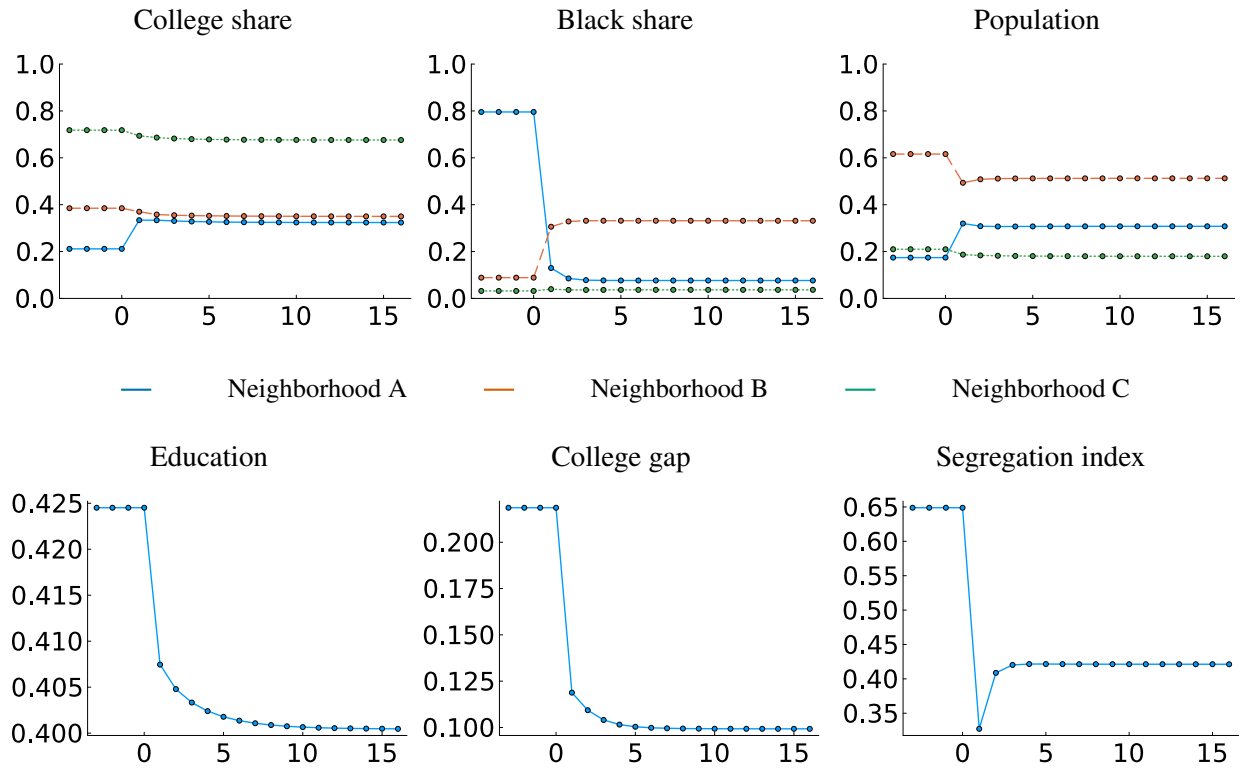 College share
Black share
Population
1.0
0.8
0.6
0.4
0.2
0.0
0 5 10 15
1.0
0.8
0.6
0.4
0.2
0.0
0 5 10 15
1.0
0.8
0.6
0.4
0.2
0.0
0 5 10 15
Neighborhood A
Neighborhood B
Neighborhood C
Education
College gap
Segregation index
0.425
0.420
0.415
0.410
0.405
0.400
0 5 10 15
0.200
0.175
0.150
0.125
0.100
0 5 10 15
0.65
0.60
0.55
0.50
0.45
0.40
0.35
0 5 10 15